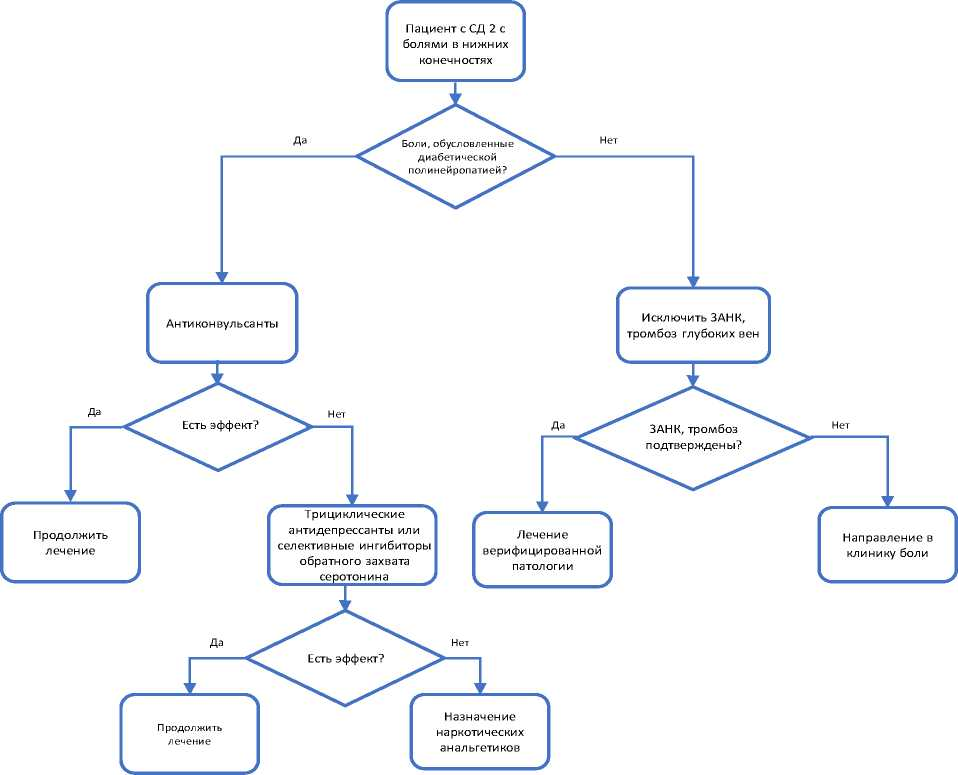 Пациент с СД 2 с
болями в нижних
конечностях
Да
Нет
Боли, обусловленные
диабетической
полинейропатией?
Антиконвульсанты
Исключить ЗАНК,
тромбоз глубоких вен
Да
Нет
Есть эффект?
Да
Нет
ЗАНК, тромбоз
подтверждены?
Продолжить
лечение
Трициклические
антидепрессанты или
селективные ингибиторы
обратного захвата
серотонина
Лечение
верифицированной
патологии
Направление в
клинику боли
Да
Нет
Есть эффект?
Продолжить
лечение
Назначение
наркотических
анальгетиков